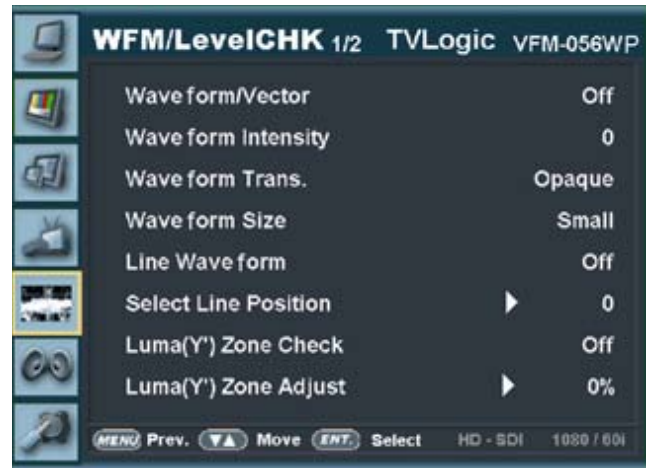 WFM/LevelCHK 1/2 TVLogic VFM-056WP
Wave form/Vector Off
Wave form Intensity 0
Wave form Trans. Opaque
Wave form Size Small
Line Wave form Off
Select Line Position 0
Luma(Y') Zone Check Off
Luma(Y') Zone Adjust 0%
MENU Prev. Move ENT. Select HD - SDI 1080 / 60i